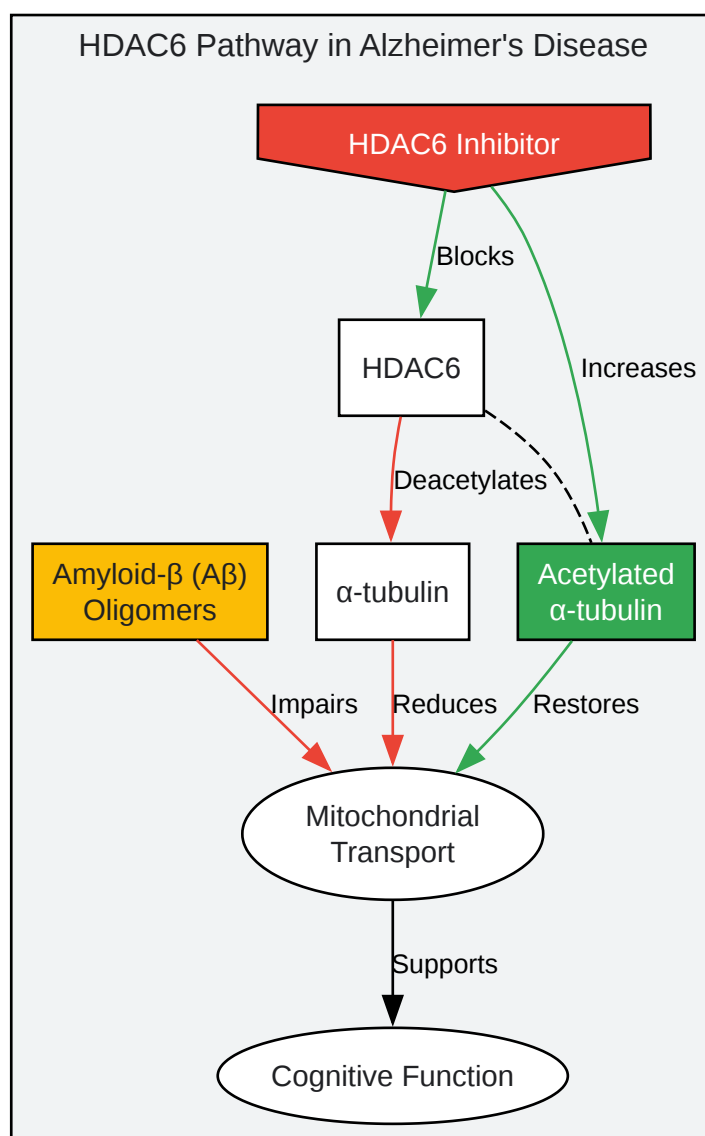 HDAC6 Pathway in Alzheimer's Disease
HDAC6 Inhibitor
Blocks
HDAC6
Increases
Deacetylates
Amyloid-β (Aβ)
Oligomers
α-tubulin
Acetylated
α-tubulin
Impairs
Reduces
Restores
Mitochondrial
Transport
Supports
Cognitive Function